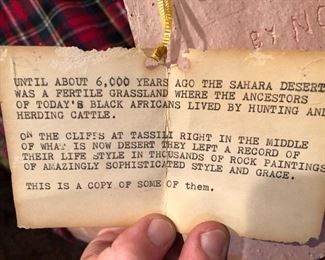 BY NO
UNTIL ABOUT 6,000 YEARS AGO THE SAHARA DESERT
WAS A FERTILE GRASSLAND WHERE THE ANCESTORS
OF TODAY'S BLACK AFRICANS LIVED BY HUNTING AND
HERDING CATTLE.
ON THE CLIFFS AT TASSILI RIGHT IN THE MIDDLE
OF WHAT IS NOW DESERT THEY LEFT A RECORD OF
THEIR LIFE STYLE IN THOUSANDS OF ROCK PAINTINGS
OF AMAZINGLY SOPHISTICATED STYLE AND GRACE.
THIS IS A COPY OF SOME OF them.